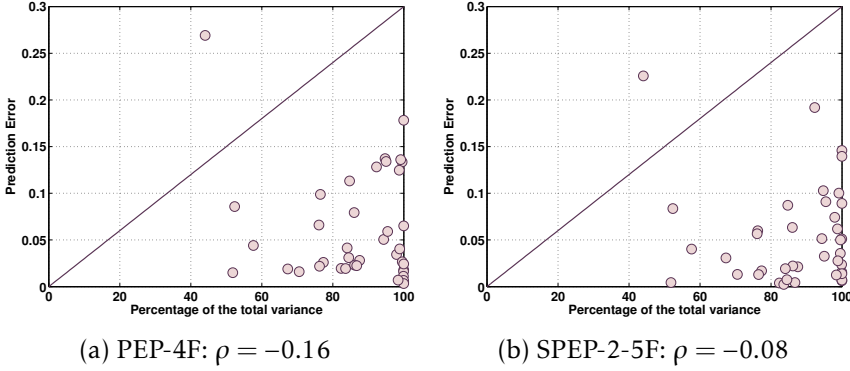 0.3
0.25
0.2
0.15
0.1
0.05
0
Prediction Error
0 20 40 60 80 100
Percentage of the total variance
(a) PEP-4F: ρ = −0.16
0.3
0.25
0.2
0.15
0.1
0.05
0
Prediction Error
0 20 40 60 80 100
Percentage of the total variance
(b) SPEP-2-5F: ρ = −0.08